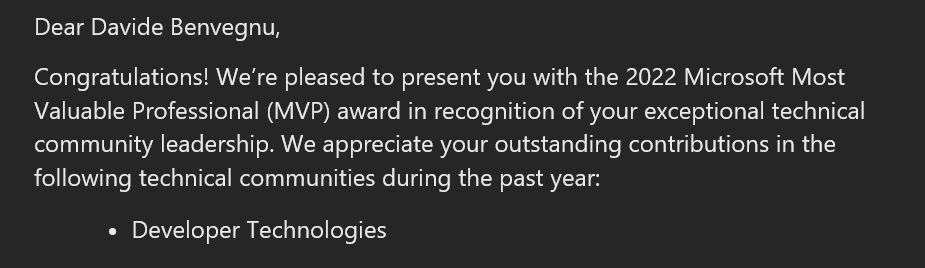 Dear Davide Benvegnu,
Congratulations! We’re pleased to present you with the 2022 Microsoft Most
Valuable Professional (MVP) award in recognition of your exceptional technical
community leadership. We appreciate your outstanding contributions in the
following technical communities during the past year:
• Developer Technologies